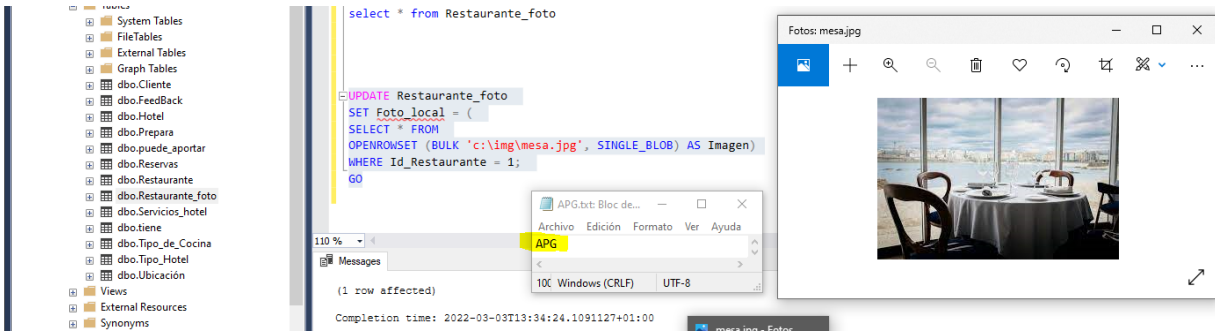 Tables
System Tables
FileTables
External Tables
Graph Tables
dbo.Cliente
dbo.FeedBack
dbo.Hotel
dbo.Prepara
dbo.puede_aportar
dbo.Reservas
dbo.Restaurante
dbo.Restaurante_foto
dbo.Servicios_hotel
dbo.tiene
dbo.Tipo_de_Cocina
dbo.Tipo_Hotel
dbo.Ubicación
Views
External Resources
Synonyms
select * from Restaurante_foto
UPDATE Restaurante_foto
SET Foto_local = (
SELECT * FROM
OPENROWSET (BULK 'c:\img\mesa.jpg', SINGLE_BLOB) AS Imagen)
WHERE Id_Restaurante = 1;
GO
110 %
Messages
(1 row affected)
Completion time: 2022-03-03T13:34:24.1091127+01:00
APG.txt: Bloc de...
Archivo Edición Formato Ver Ayuda
APG
100 Windows (CRLF) UTF-8
Fotos: mesa.jpg
mesa.jpg - Fotos